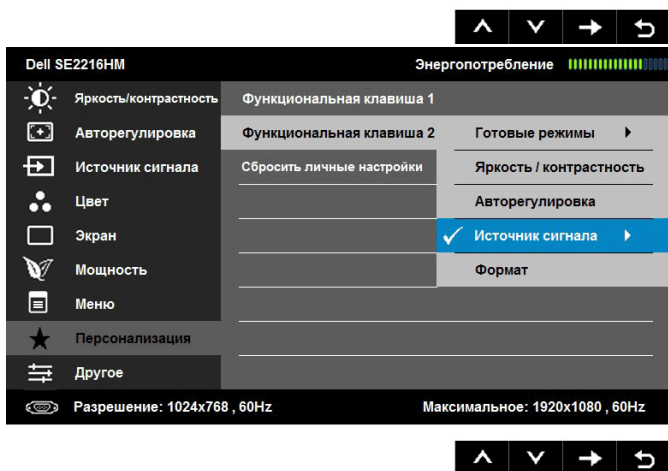 Dell SE2216HM Энергопотребление
Яркость/контрастность Функциональная клавиша 1
Авторегулировка Функциональная клавиша 2 Готовые режимы
Источник сигнала Сбросить личные настройки Яркость / контрастность
Цвет Авторегулировка
Экран Источник сигнала
Мощность Формат
Меню
Персонализация
Другое
Разрешение: 1024x768 , 60Hz Максимальное: 1920x1080 , 60Hz